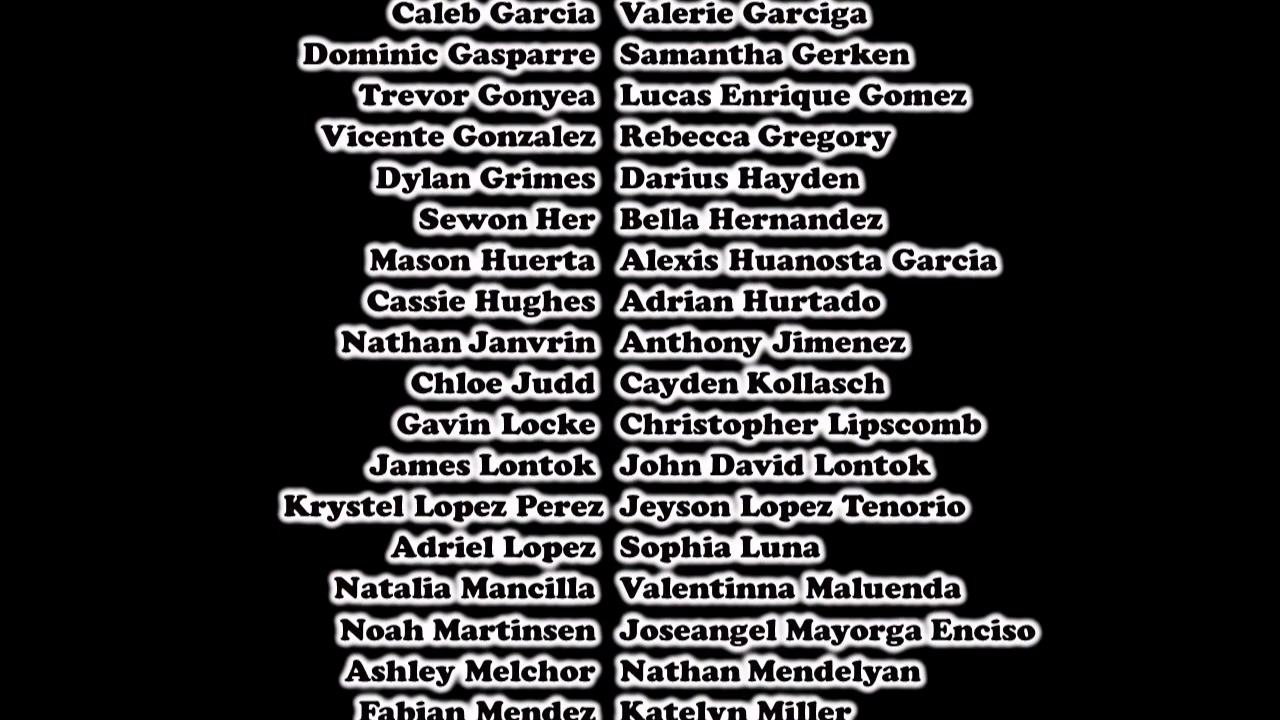 Caleb Garcia Valerie Garciga
Dominic Gasparre Samantha Gerken
Trevor Gonyea Lucas Enrique Gomez
Vicente Gonzalez Rebecca Gregory
Dylan Grimes Darius Hayden
Sewon Her Bella Hernandez
Mason Huerta Alexis Huanosta Garcia
Cassie Hughes Adrian Hurtado
Nathan Janvrin Anthony Jimenez
Chloe Judd Cayden Kollasch
Gavin Locke Christopher Lipscomb
James Lontok John David Lontok
Krystel Lopez Perez Jeyson Lopez Tenorio
Adriel Lopez Sophia Luna
Natalia Mancilla Valentinna Maluenda
Noah Martinsen Joseangel Mayorga Enciso
Ashley Melchor Nathan Mendelyan
Fabian Mendez Katelyn Miller